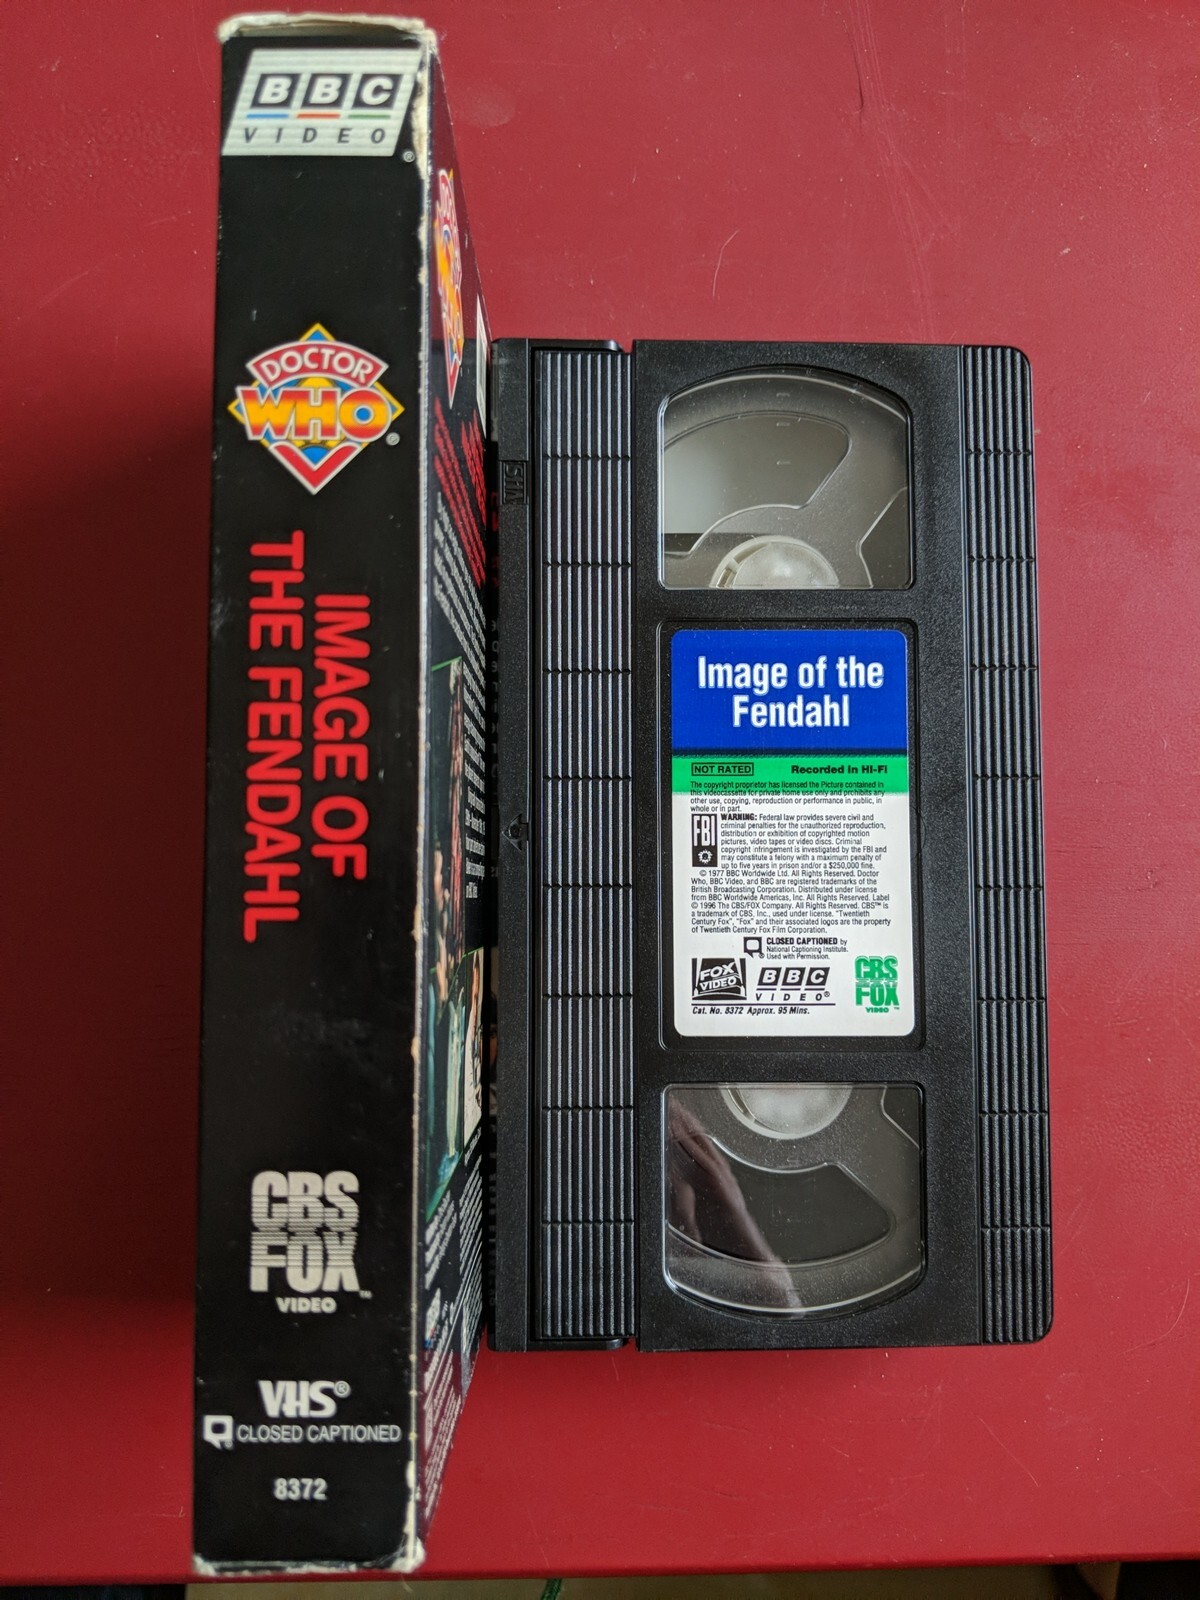 BBC
VIDEO
®
DOCTOR
WHO
®
IMAGE OF
THE FENDAHL
CBS
FOX
VIDEO
™
VHS®
CLOSED CAPTIONED
8372
VHS
Image of the
Fendahl
NOT RATED Recorded in Hi-Fi
The copyright proprietor has licensed the Picture contained in
this videocassette for private home use only and prohibits any
other use, copying, reproduction or performance in public, in
whole or in part.
FBI
WARNING: Federal law provides severe civil and
criminal penalties for the unauthorized reproduction,
distribution or exhibition of copyrighted motion
pictures, video tapes or video discs. Criminal
copyright infringement is investigated by the FBI and
may constitute a felony with a maximum penalty of
up to five years in prison and/or a $250,000 fine.
© 1977 BBC Worldwide Ltd. All Rights Reserved. Doctor
Who, BBC Video, and BBC are registered trademarks of the
British Broadcasting Corporation. Distributed under license
from BBC Worldwide Americas, Inc. All Rights Reserved. Label
© 1996 The CBS/FOX Company. All Rights Reserved. CBS™ is
a trademark of CBS, Inc., used under license. "Twentieth
Century Fox", "Fox" and their associated logos are the property
of Twentieth Century Fox Film Corporation.
CLOSED CAPTIONED by
National Captioning Institute.
Used with Permission.
FOX
VIDEO
BBC
VIDEO®
CBS
FOX
VIDEO™
Cat. No. 8372 Approx. 95 Mins.